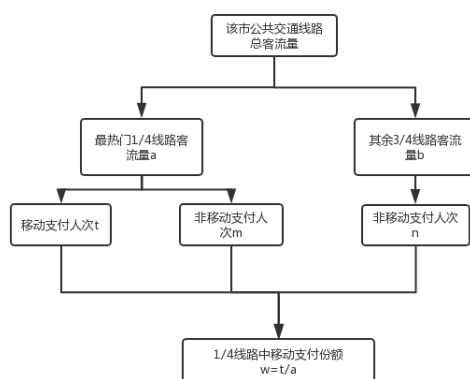 该市公共交通线路
总客流量
最热门1/4线路客
流量a
其余3/4线路客流
量b
移动支付人次t
非移动支付人
次m
非移动支付人次
n
1/4线路中移动支付份额
w=t/a